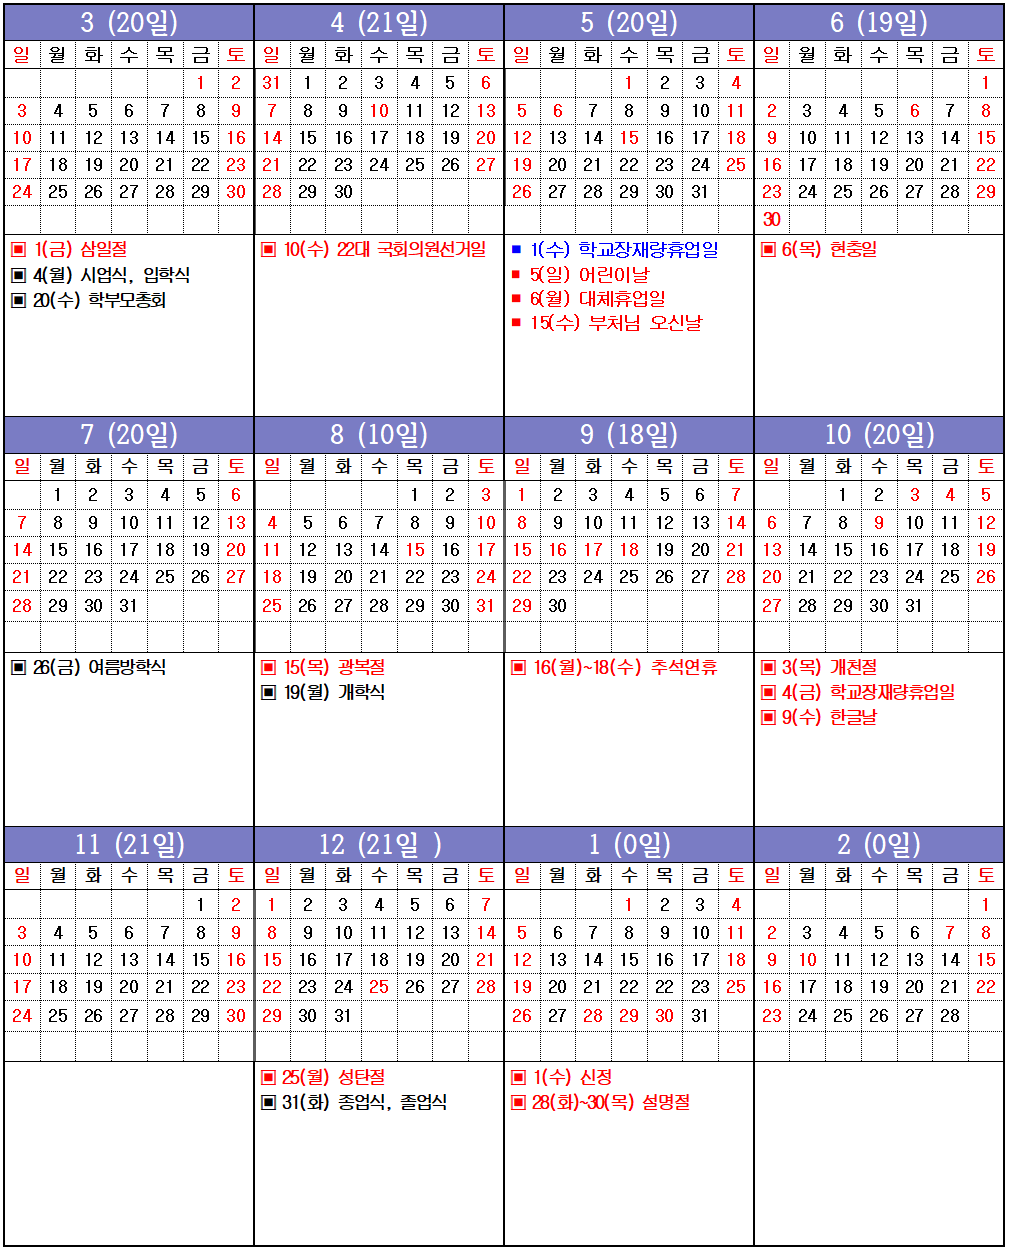 3 (20일) 4 (21일) 5 (20일) 6 (19일)
일 월 화 수 목 금 토 일 월 화 수 목 금 토 일 월 화 수 목 금 토 일 월 화 수 목 금 토
1 2 31 1 2 3 4 5 6 1 2 3 4 1
3 4 5 6 7 8 9 7 8 9 10 11 12 13 5 6 7 8 9 10 11 2 3 4 5 6 7 8
10 11 12 13 14 15 16 14 15 16 17 18 19 20 12 13 14 15 16 17 18 9 10 11 12 13 14 15
17 18 19 20 21 22 23 21 22 23 24 25 26 27 19 20 21 22 23 24 25 16 17 18 19 20 21 22
24 25 26 27 28 29 30 28 29 30 26 27 28 29 30 31 23 24 25 26 27 28 29
30
▣ 1(금) 삼일절
▣ 4(월) 시업식, 입학식
▣ 20(수) 학부모총회
▣ 10(수) 22대 국회의원선거일
■ 1(수) 학교장재량휴업일
■ 5(일) 어린이날
■ 6(월) 대체휴업일
■ 15(수) 부처님 오신날
▣ 6(목) 현충일
7 (20일) 8 (10일) 9 (18일) 10 (20일)
일 월 화 수 목 금 토 일 월 화 수 목 금 토 일 월 화 수 목 금 토 일 월 화 수 목 금 토
1 2 3 4 5 6 1 2 3 1 2 3 4 5 6 7 1 2 3 4 5
7 8 9 10 11 12 13 4 5 6 7 8 9 10 8 9 10 11 12 13 14 6 7 8 9 10 11 12
14 15 16 17 18 19 20 11 12 13 14 15 16 17 15 16 17 18 19 20 21 13 14 15 16 17 18 19
21 22 23 24 25 26 27 18 19 20 21 22 23 24 22 23 24 25 26 27 28 20 21 22 23 24 25 26
28 29 30 31 25 26 27 28 29 30 31 29 30 27 28 29 30 31
▣ 26(금) 여름방학식
▣ 15(목) 광복절
▣ 19(월) 개학식
▣ 16(월)~18(수) 추석연휴
▣ 3(목) 개천절
▣ 4(금) 학교장재량휴업일
▣ 9(수) 한글날
11 (21일) 12 (21일 ) 1 (0일) 2 (0일)
일 월 화 수 목 금 토 일 월 화 수 목 금 토 일 월 화 수 목 금 토 일 월 화 수 목 금 토
1 2 1 2 3 4 5 6 7 1 2 3 4 1
3 4 5 6 7 8 9 8 9 10 11 12 13 14 5 6 7 8 9 10 11 2 3 4 5 6 7 8
10 11 12 13 14 15 16 15 16 17 18 19 20 21 12 13 14 15 16 17 18 9 10 11 12 13 14 15
17 18 19 20 21 22 23 22 23 24 25 26 27 28 19 20 21 22 22 23 25 16 17 18 19 20 21 22
24 25 26 27 28 29 30 29 30 31 26 27 28 29 30 31 23 24 25 26 27 28
▣ 25(월) 성탄절
▣ 31(화) 종업식, 졸업식
▣ 1(수) 신정
▣ 28(화)~30(목) 설명절